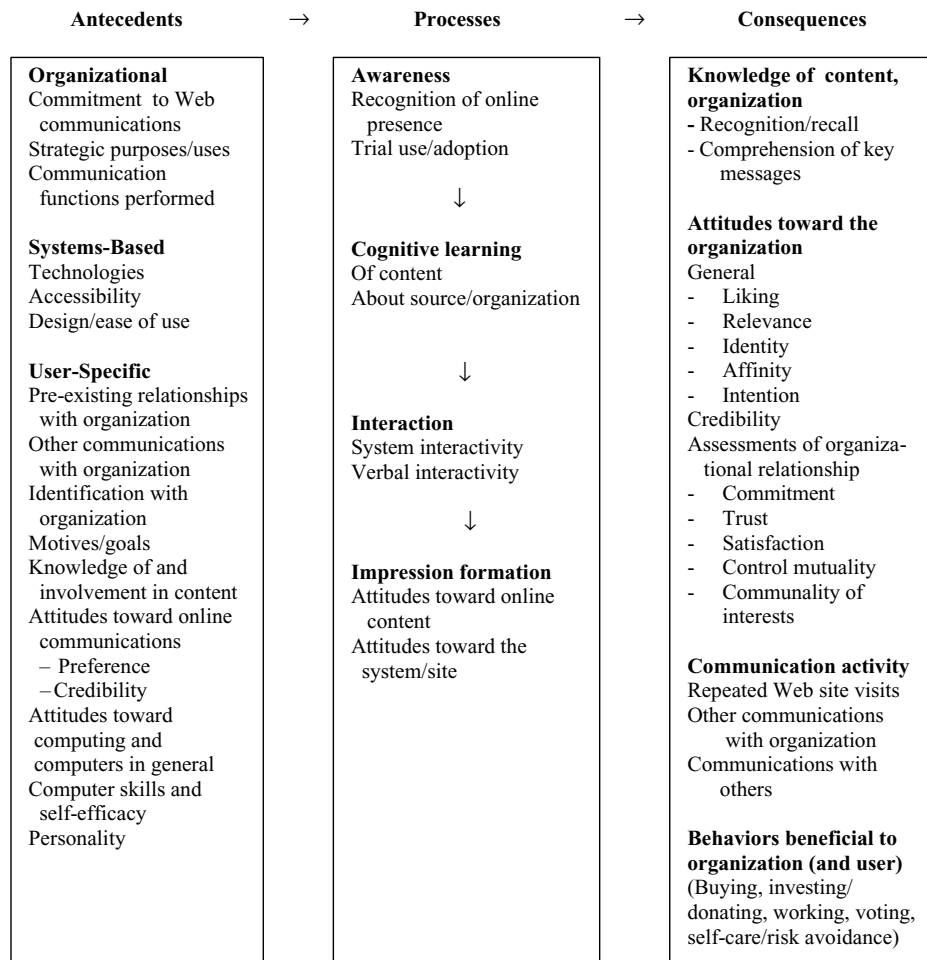 Antecedents → Processes → Consequences
Organizational
Commitment to Web
communications
Strategic purposes/uses
Communication
functions performed
Systems-Based
Technologies
Accessibility
Design/ease of use
User-Specific
Pre-existing relationships
with organization
Other communications
with organization
Identification with
organization
Motives/goals
Knowledge of and
involvement in content
Attitudes toward online
communications
– Preference
– Credibility
Attitudes toward
computing and
computers in general
Computer skills and
self-efficacy
Personality
Awareness
Recognition of online
presence
Trial use/adoption
↓
Cognitive learning
Of content
About source/organization
↓
Interaction
System interactivity
Verbal interactivity
↓
Impression formation
Attitudes toward online
content
Attitudes toward the
system/site
Knowledge of content,
organization
- Recognition/recall
- Comprehension of key
messages
Attitudes toward the
organization
General
- Liking
- Relevance
- Identity
- Affinity
- Intention
Credibility
Assessments of organiza-
tional relationship
- Commitment
- Trust
- Satisfaction
- Control mutuality
- Communality of
interests
Communication activity
Repeated Web site visits
Other communications
with organization
Communications with
others
Behaviors beneficial to
organization (and user)
(Buying, investing/
donating, working, voting,
self-care/risk avoidance)